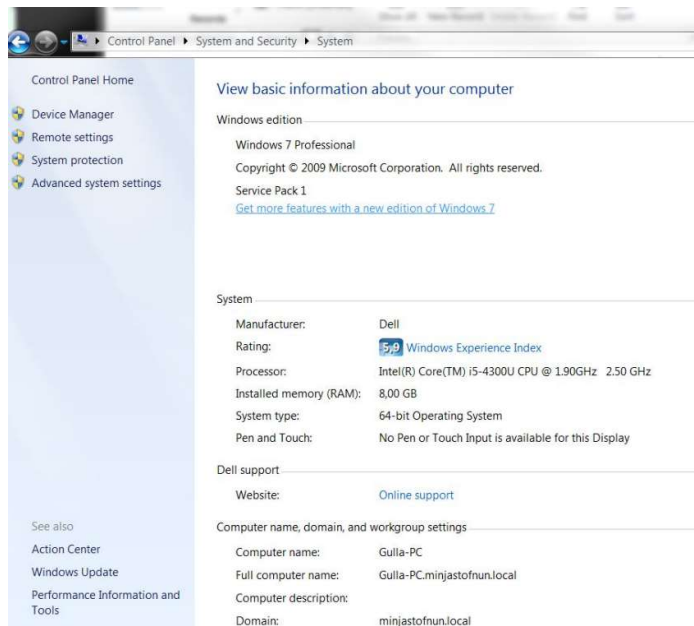 Control Panel ▸ System and Security ▸ System
Control Panel Home
Device Manager
Remote settings
System protection
Advanced system settings
View basic information about your computer
Windows edition
Windows 7 Professional
Copyright © 2009 Microsoft Corporation. All rights reserved.
Service Pack 1
Get more features with a new edition of Windows 7
System
Manufacturer: Dell
Rating: 5,9 Windows Experience Index
Processor: Intel(R) Core(TM) i5-4300U CPU @ 1.90GHz 2.50 GHz
Installed memory (RAM): 8,00 GB
System type: 64-bit Operating System
Pen and Touch: No Pen or Touch Input is available for this Display
Dell support
Website: Online support
Computer name, domain, and workgroup settings
Computer name: Gulla-PC
Full computer name: Gulla-PC.minjastofnun.local
Computer description:
Domain: minjastofnun.local
See also
Action Center
Windows Update
Performance Information and
Tools